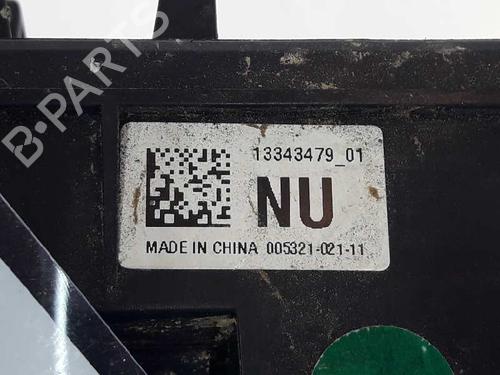 B-PARTS
13343479_01
NU
MADE IN CHINA 005321-021-11